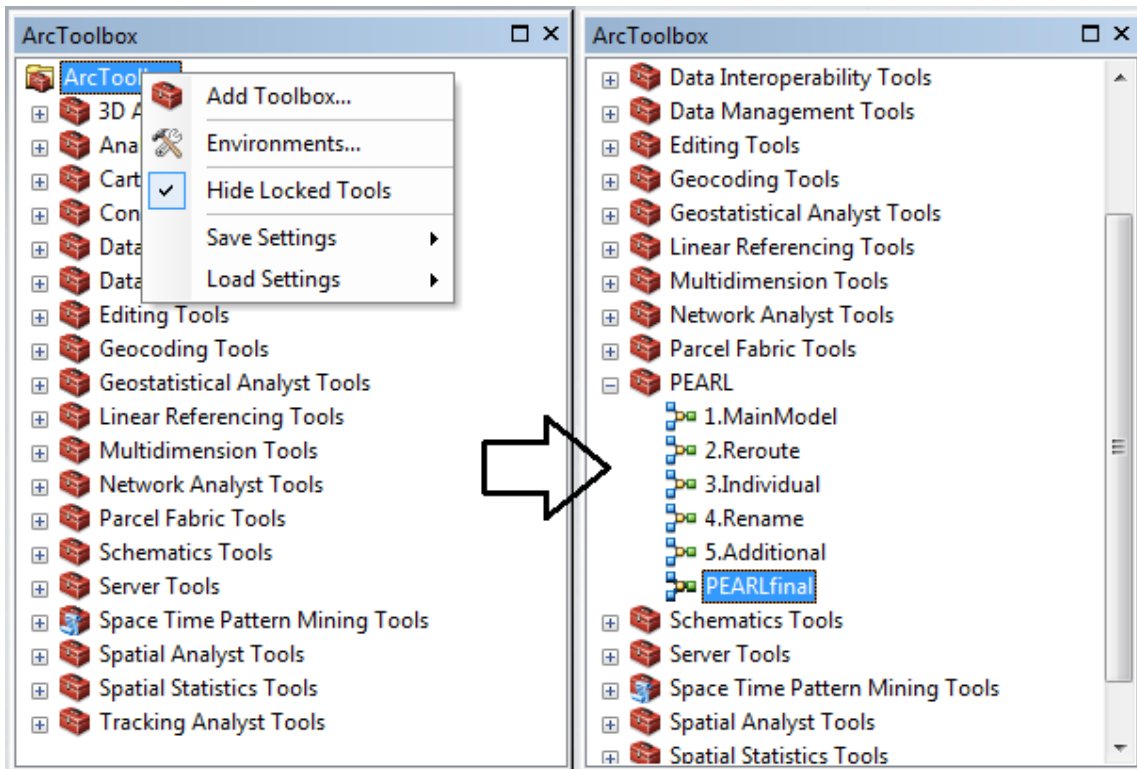 ArcToolbox
ArcTool
3D A
Ana
Cart
Con
Data
Data
Editing Tools
Geocoding Tools
Geostatistical Analyst Tools
Linear Referencing Tools
Multidimension Tools
Network Analyst Tools
Parcel Fabric Tools
Schematics Tools
Server Tools
Space Time Pattern Mining Tools
Spatial Analyst Tools
Spatial Statistics Tools
Tracking Analyst Tools
Add Toolbox...
Environments...
Hide Locked Tools
Save Settings
Load Settings
ArcToolbox
Data Interoperability Tools
Data Management Tools
Editing Tools
Geocoding Tools
Geostatistical Analyst Tools
Linear Referencing Tools
Multidimension Tools
Network Analyst Tools
Parcel Fabric Tools
PEARL
1.MainModel
2.Reroute
3.Individual
4.Rename
5.Additional
PEARLfinal
Schematics Tools
Server Tools
Space Time Pattern Mining Tools
Spatial Analyst Tools
Spatial Statistics Tools